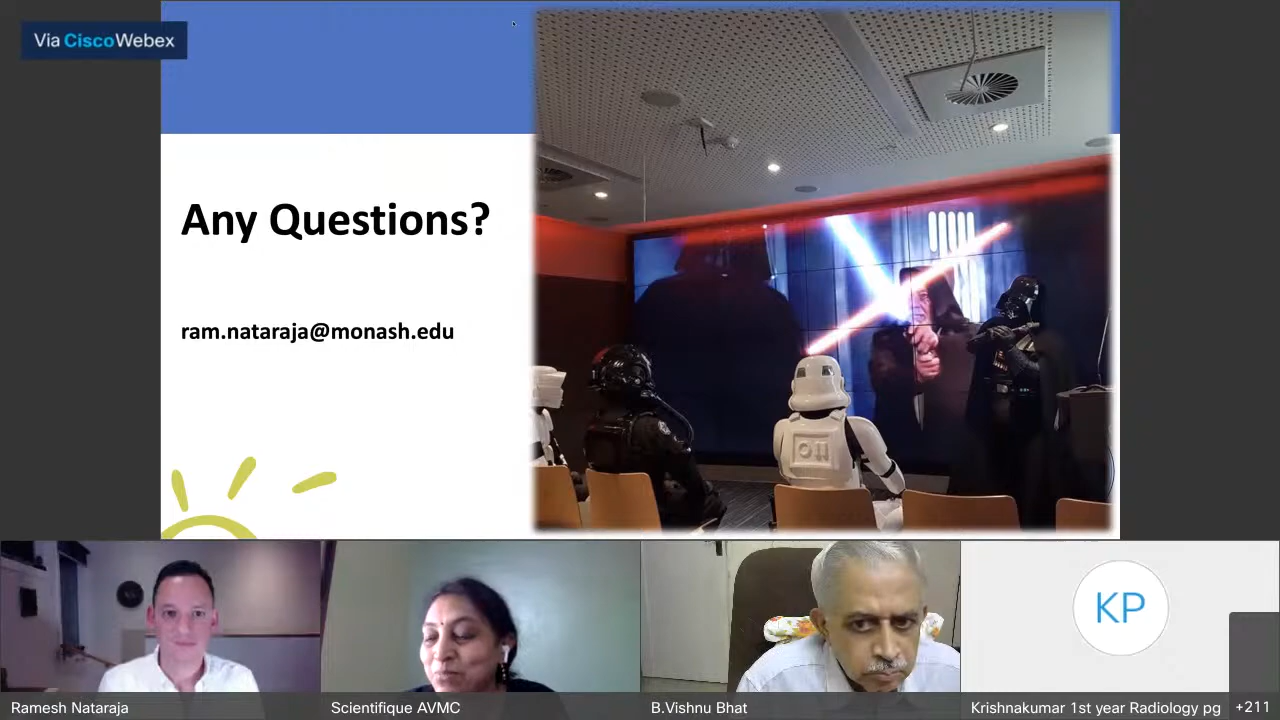 Via CiscoWebex
Any Questions?
ram.nataraja@monash.edu
Ramesh Nataraja
Scientifique AVMC
B.Vishnu Bhat
KP
Krishnakumar 1st year Radiology pg
+211